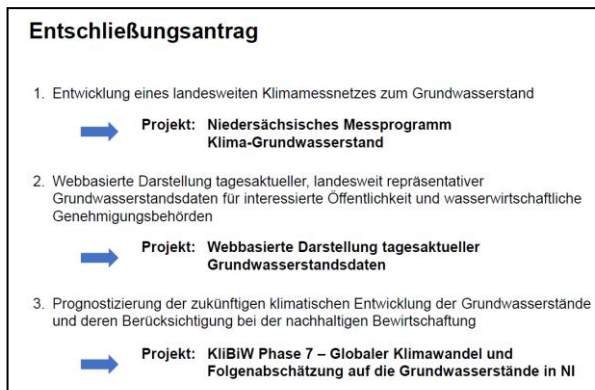 Entschließungsantrag
1. Entwicklung eines landesweiten Klimamessnetzes zum Grundwasserstand
Projekt: Niedersächsisches Messprogramm
Klima-Grundwasserstand
2. Webbasierte Darstellung tagesaktueller, landesweit repräsentativer
Grundwasserstandsdaten für interessierte Öffentlichkeit und wasserwirtschaftliche
Genehmigungsbehörden
Projekt: Webbasierte Darstellung tagesaktueller
Grundwasserstandsdaten
3. Prognostizierung der zukünftigen klimatischen Entwicklung der Grundwasserstände
und deren Berücksichtigung bei der nachhaltigen Bewirtschaftung
Projekt: KliBiW Phase 7 – Globaler Klimawandel und
Folgenabschätzung auf die Grundwasserstände in NI